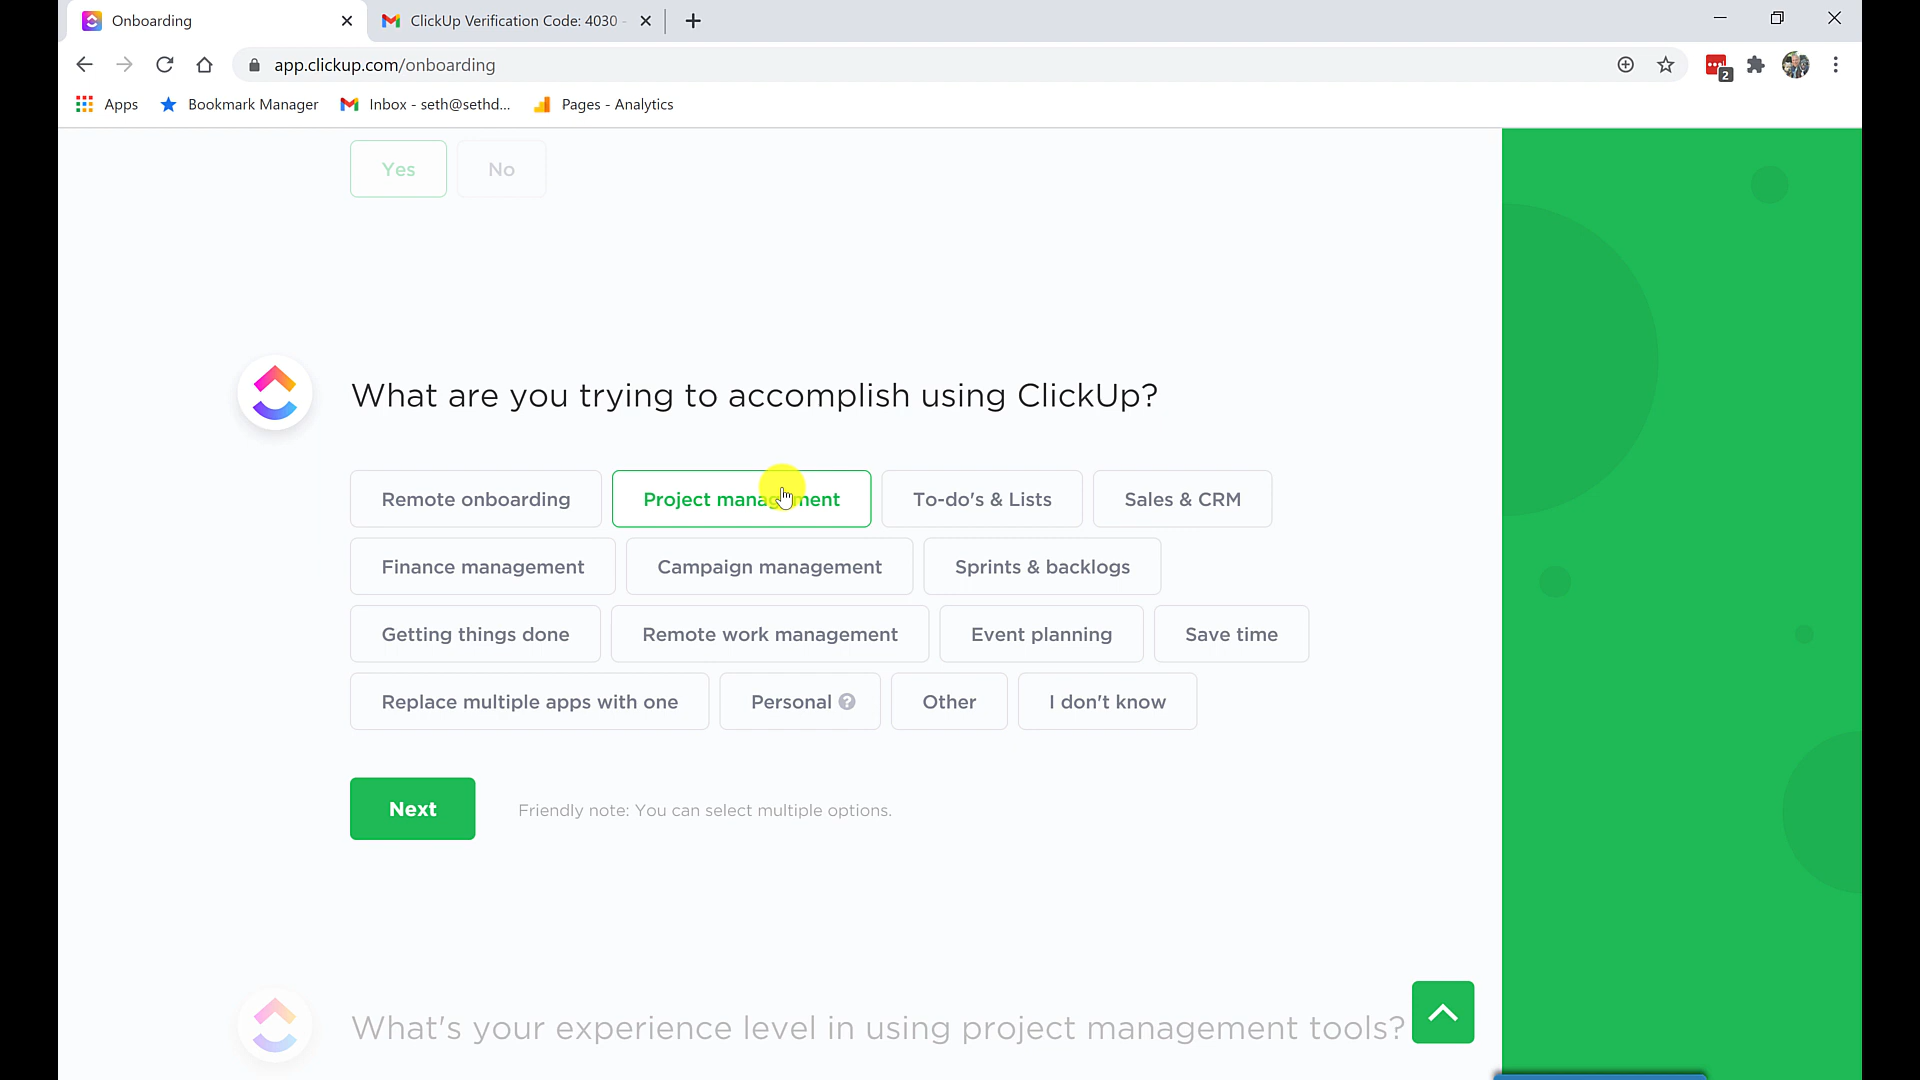 Onboarding
ClickUp Verification Code: 4030 -
app.clickup.com/onboarding
2
Apps
Bookmark Manager
Inbox - seth@sethd...
Pages - Analytics
Yes
No
What are you trying to accomplish using ClickUp?
Remote onboarding
Project management
To-do's & Lists
Sales & CRM
Finance management
Campaign management
Sprints & backlogs
Getting things done
Remote work management
Event planning
Save time
Replace multiple apps with one
Personal ?
Other
I don't know
Next
Friendly note: You can select multiple options.
What's your experience level in using project management tools?